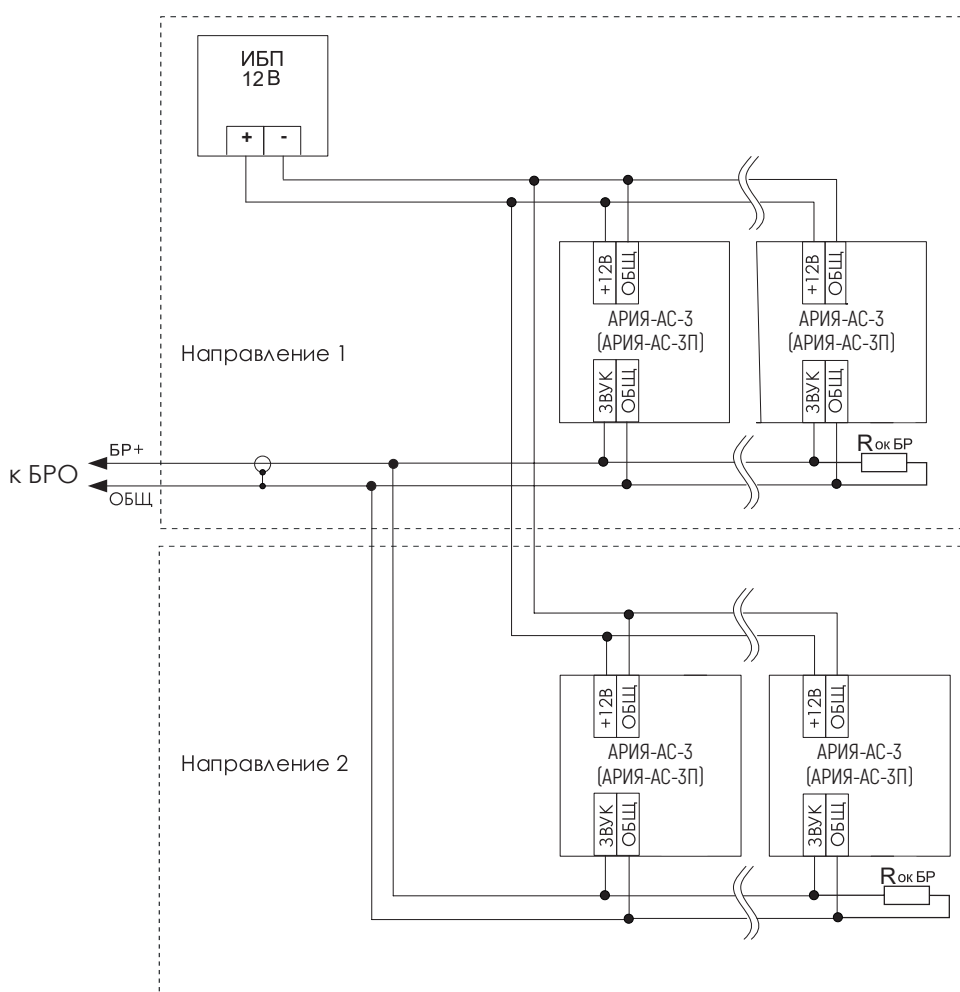 ИБП
12В
+ -
+12В ОБЩ
АРИЯ-АС-3
(АРИЯ-АС-3П)
ЗВУК ОБЩ
+12В ОБЩ
АРИЯ-АС-3
(АРИЯ-АС-3П)
ЗВУК ОБЩ
Направление 1
БР+
к БРО
ОБЩ
Rок БР
+12В ОБЩ
АРИЯ-АС-3
(АРИЯ-АС-3П)
ЗВУК ОБЩ
+12В ОБЩ
АРИЯ-АС-3
(АРИЯ-АС-3П)
ЗВУК ОБЩ
Направление 2
Rок БР